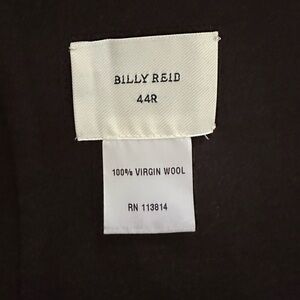 BILLY REID
44R
100% VIRGIN WOOL
RN 113814